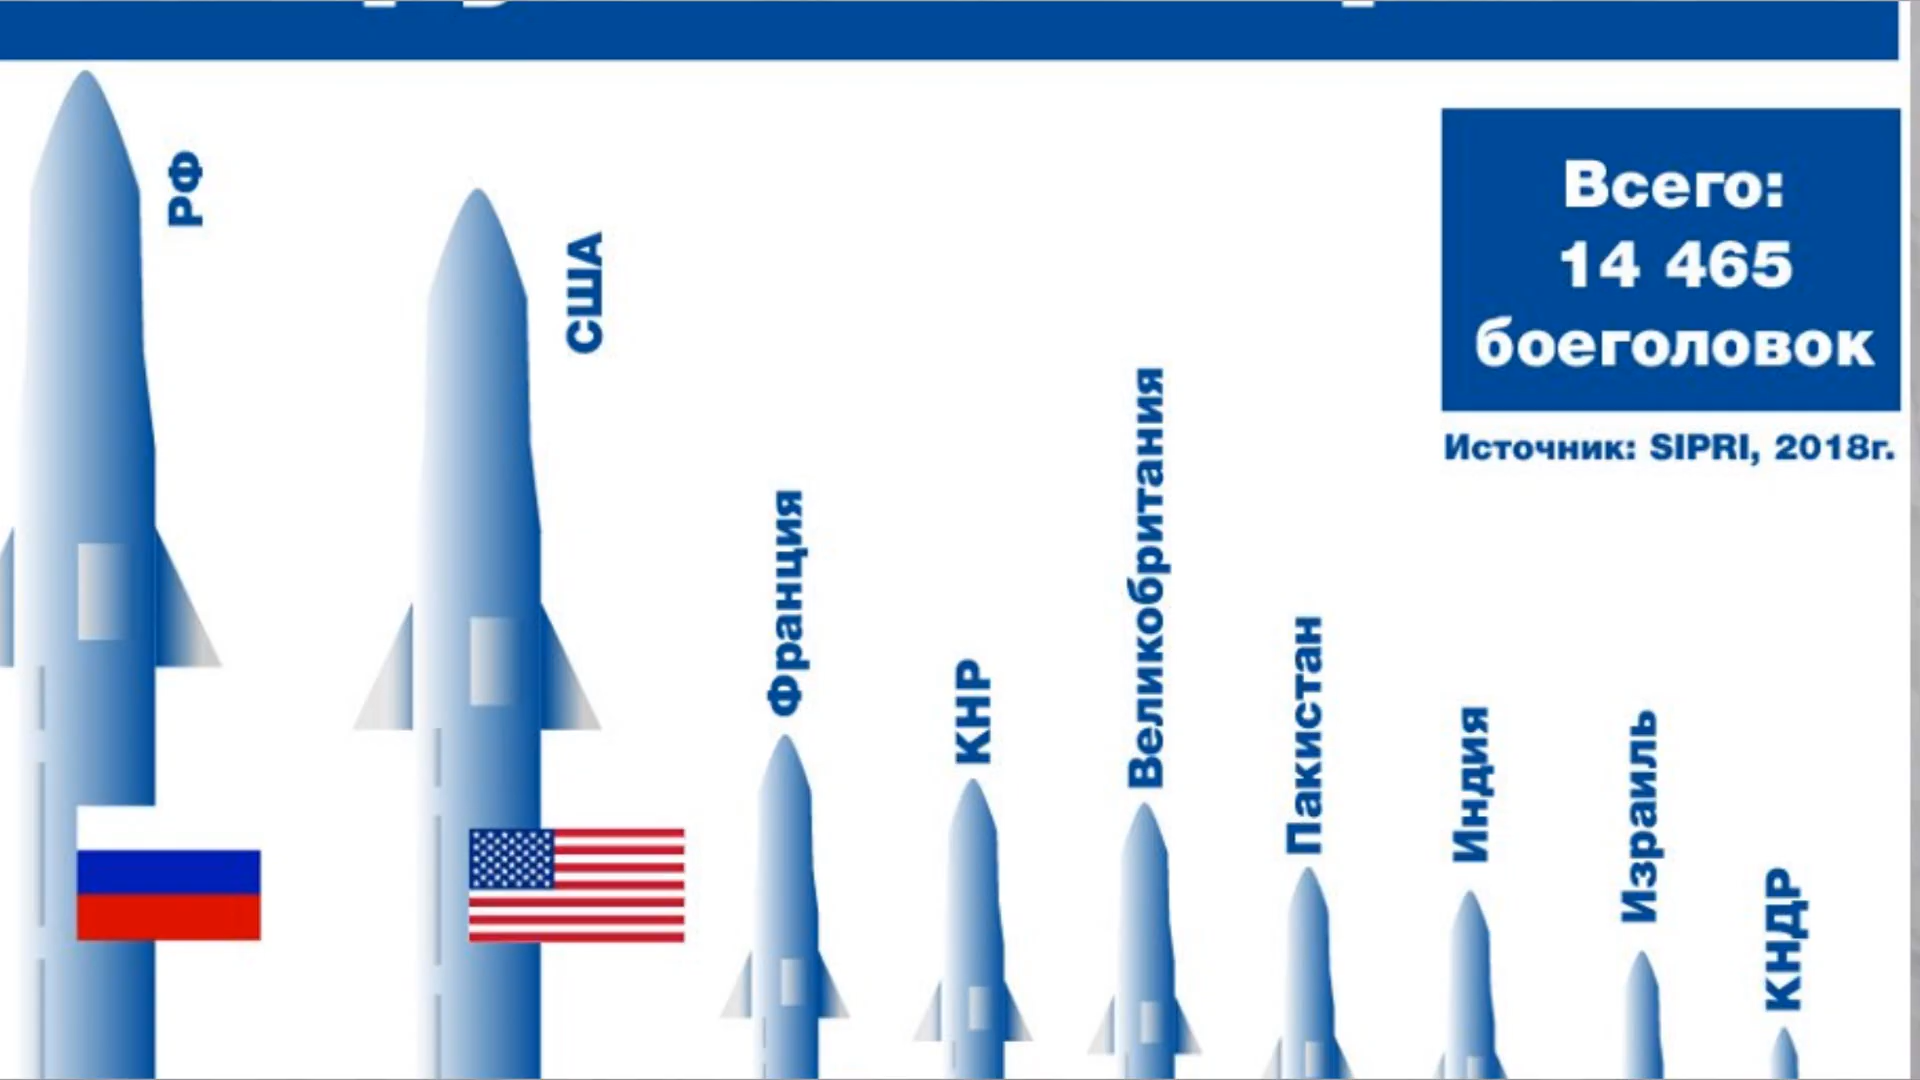 РФ
США
Франция
КНР
Великобритания
Пакистан
Индия
Израиль
КНДР
Всего:
14 465
боеголовок
Источник: SIPRI, 2018г.